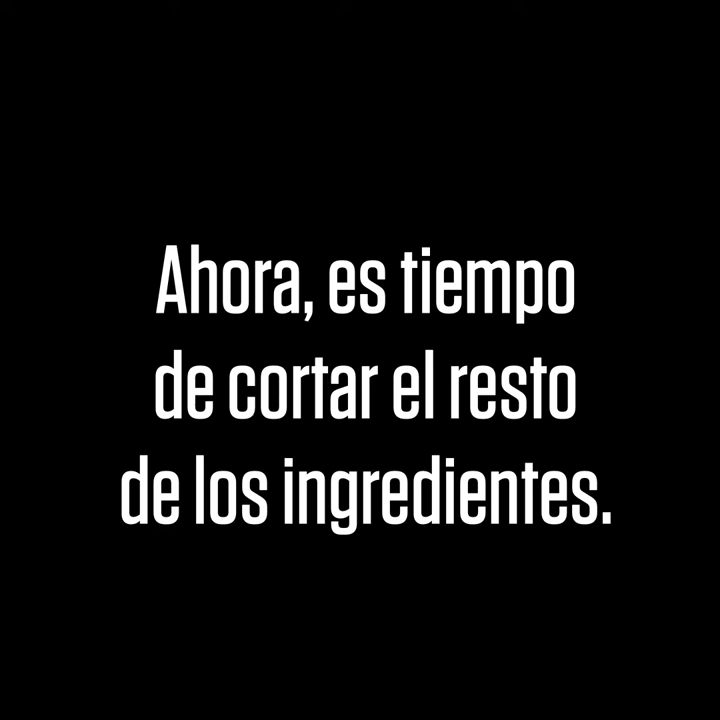 Ahora, es tiempo
de cortar el resto
de los ingredientes.